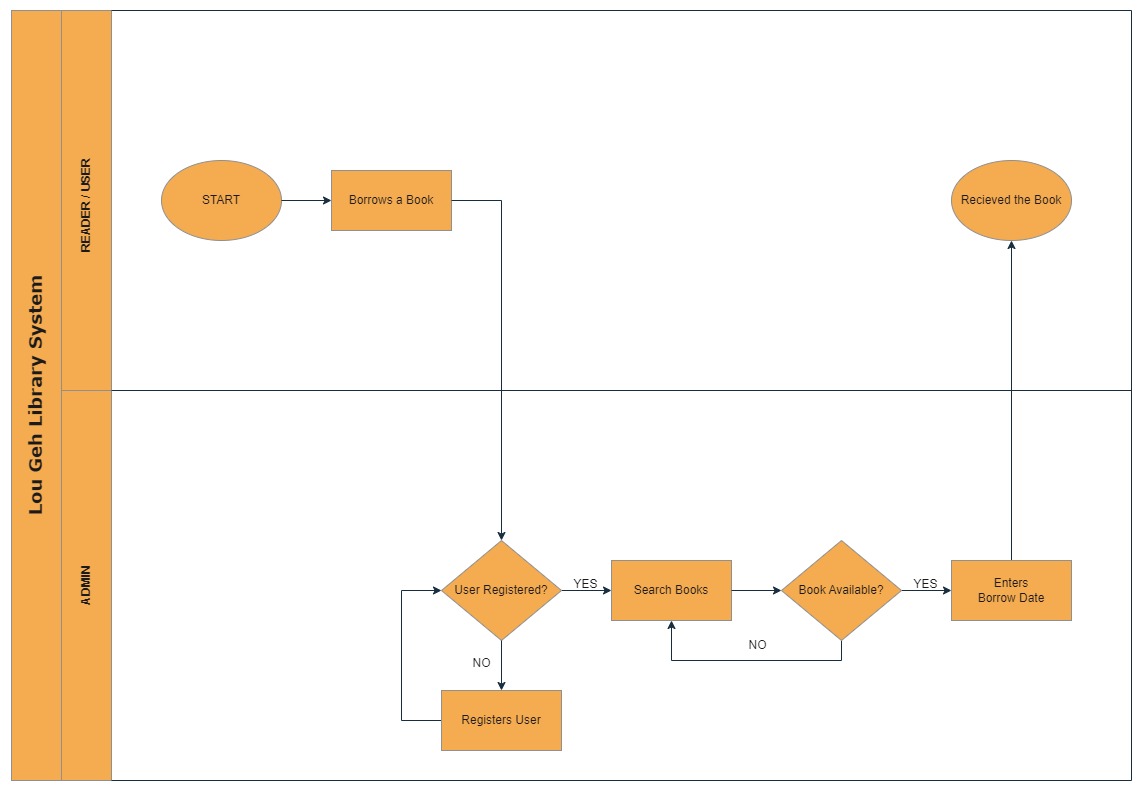 Lou Geh Library System
READER / USER
START
Borrows a Book
Recieved the Book
ADMIN
User Registered?
YES
Search Books
Book Available?
YES
Enters
Borrow Date
NO
NO
Registers User